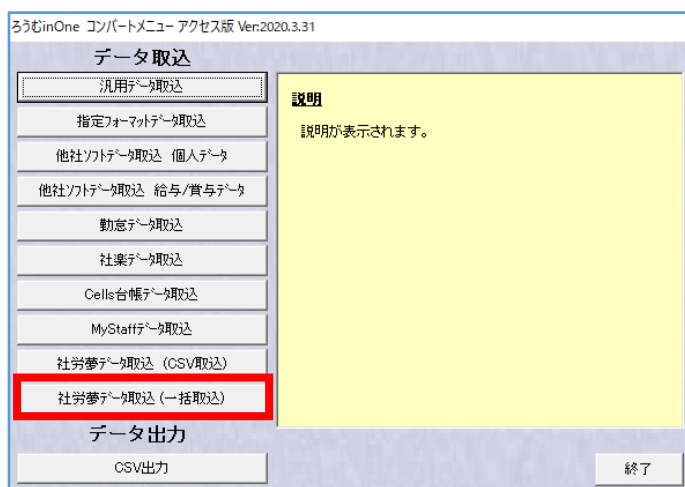 ろうむinOne コンバートメニュー アクセス版 Ver:2020.3.31
データ取込
汎用ﾃﾞｰﾀ取込
指定ﾌｫｰﾏｯﾄﾃﾞｰﾀ取込
他社ｿﾌﾄﾃﾞｰﾀ取込 個人ﾃﾞｰﾀ
他社ｿﾌﾄﾃﾞｰﾀ取込 給与/賞与ﾃﾞｰﾀ
勤怠ﾃﾞｰﾀ取込
社楽ﾃﾞｰﾀ取込
Cells台帳ﾃﾞｰﾀ取込
MyStaffﾃﾞｰﾀ取込
社労夢ﾃﾞｰﾀ取込 (CSV取込)
社労夢ﾃﾞｰﾀ取込 (一括取込)
データ出力
CSV出力
説明
説明が表示されます。
終了